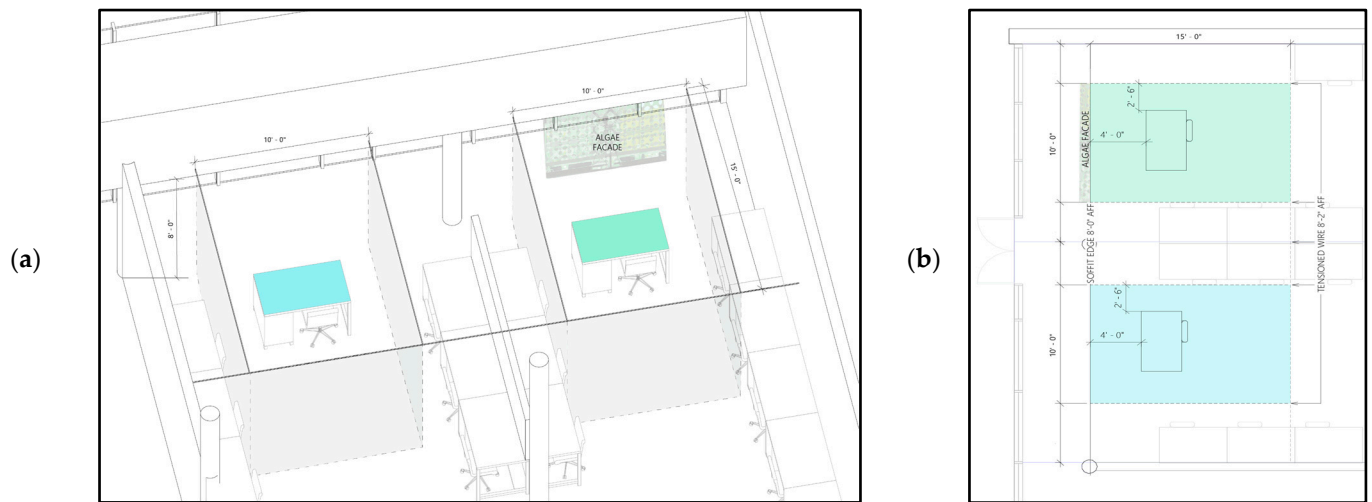 (a)
10' - 0"
10' - 0"
ALGAE
FACADE
15' - 0"
8' - 0"
(b)
15' - 0"
2' - 6"
4' - 0"
ALGAE FACADE
10' - 0"
SOFFIT EDGE 8'-0" AFF
TENSIONED WIRE 8'-2" AFF
2' - 6"
4' - 0"
10' - 0"